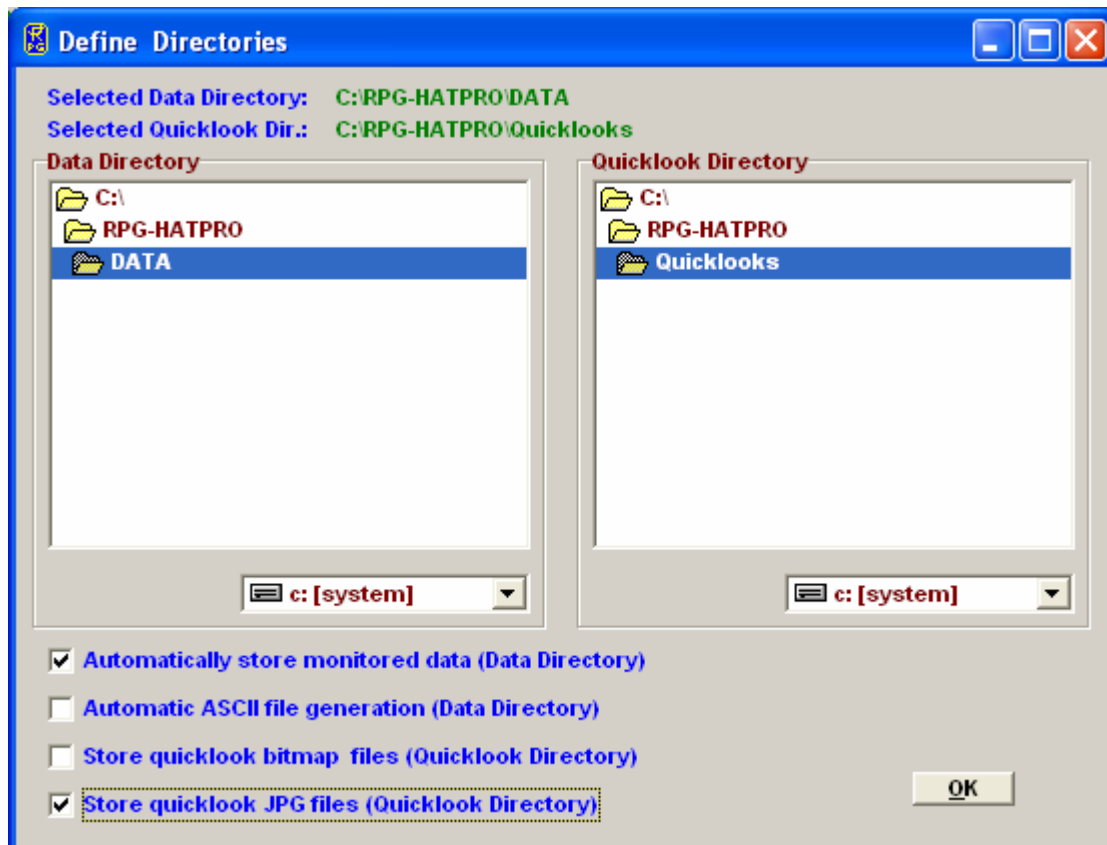 Define Directories
Selected Data Directory: C:\RPG-HATPRO\DATA
Selected Quicklook Dir.: C:\RPG-HATPRO\Quicklooks
Data Directory
C:\
RPG-HATPRO
DATA
c: [system]
Quicklook Directory
C:\
RPG-HATPRO
Quicklooks
c: [system]
Automatically store monitored data (Data Directory)
Automatic ASCII file generation (Data Directory)
Store quicklook bitmap files (Quicklook Directory)
Store quicklook JPG files (Quicklook Directory)
OK